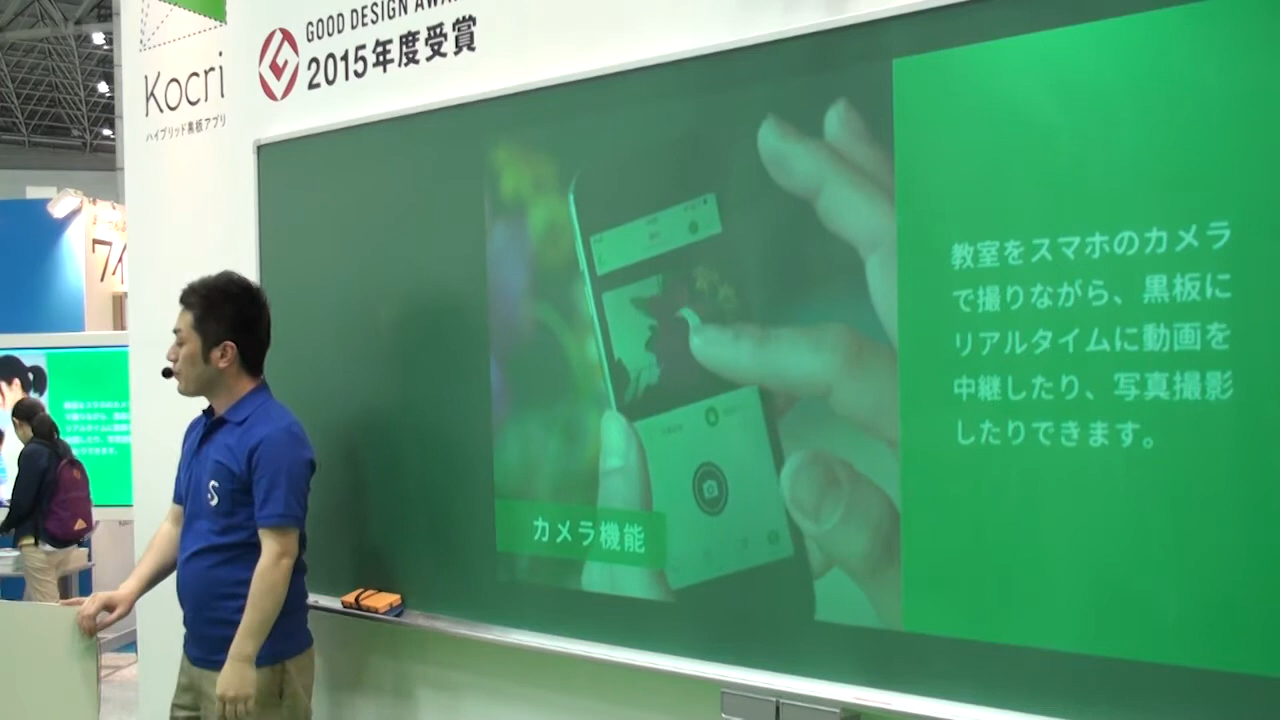 GOOD DESIGN
2015年度受賞
Kocri
ハイブリッド黒板アプリ
教室をスマホのカメラ
で撮りながら、黒板に
リアルタイムに動画を
中継したり、写真撮影
したりできます。
カメラ機能
S